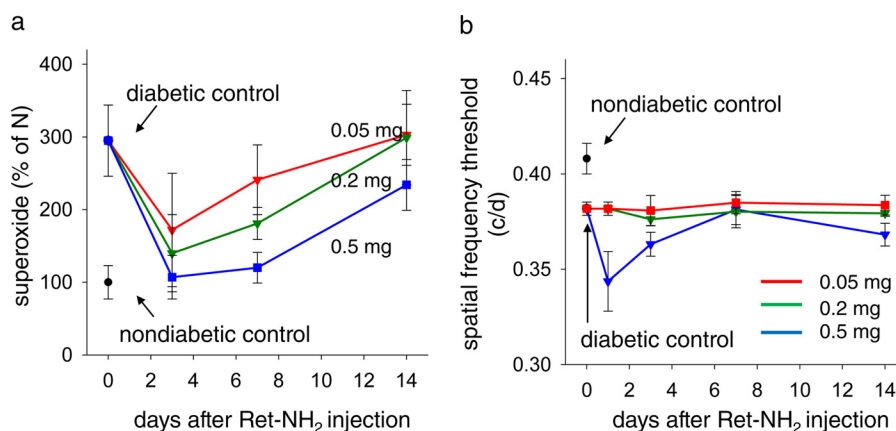 a
400
300
200
100
0
superoxide (% of N)
diabetic control
0.05 mg
0.2 mg
0.5 mg
nondiabetic control
0 2 4 6 8 10 12 14
days after Ret-NH₂ injection
b
0.45
0.40
0.35
0.30
spatial frequency threshold
(c/d)
nondiabetic control
0.05 mg
0.2 mg
0.5 mg
diabetic control
0 2 4 6 8 10 12 14
days after Ret-NH₂ injection